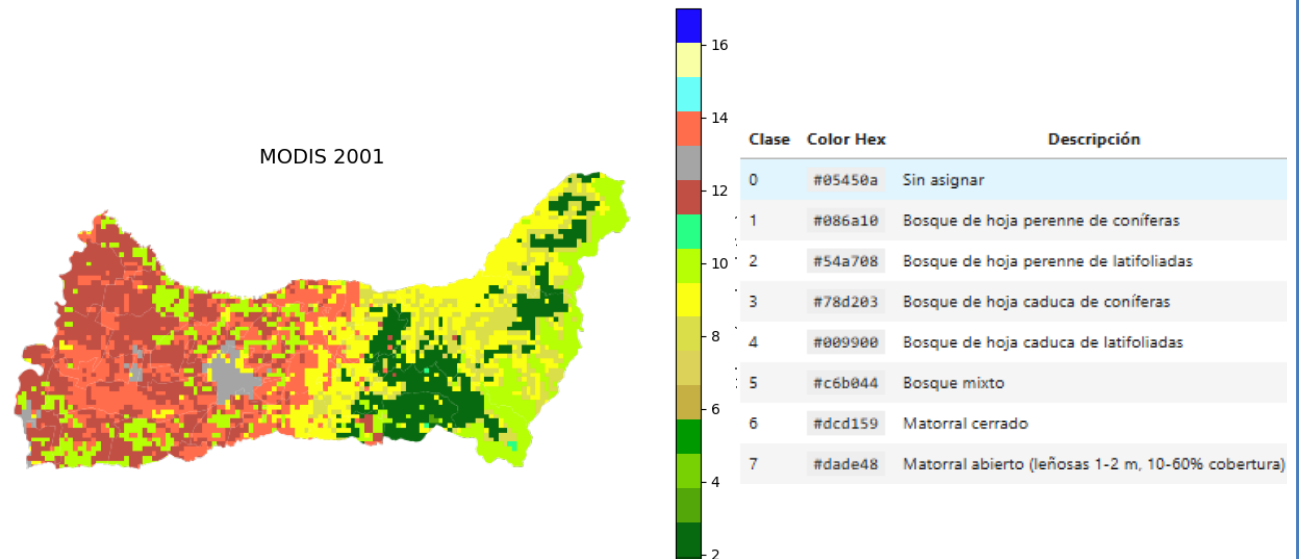 MODIS 2001
16
14
12
10
8
6
4
2
Clase Color Hex Descripción
0 #05450a Sin asignar
1 #086a10 Bosque de hoja perenne de coníferas
2 #54a708 Bosque de hoja perenne de latifoliadas
3 #78d203 Bosque de hoja caduca de coníferas
4 #009900 Bosque de hoja caduca de latifoliadas
5 #c6b044 Bosque mixto
6 #dcd159 Matorral cerrado
7 #dade48 Matorral abierto (leñosas 1-2 m, 10-60% cobertura)